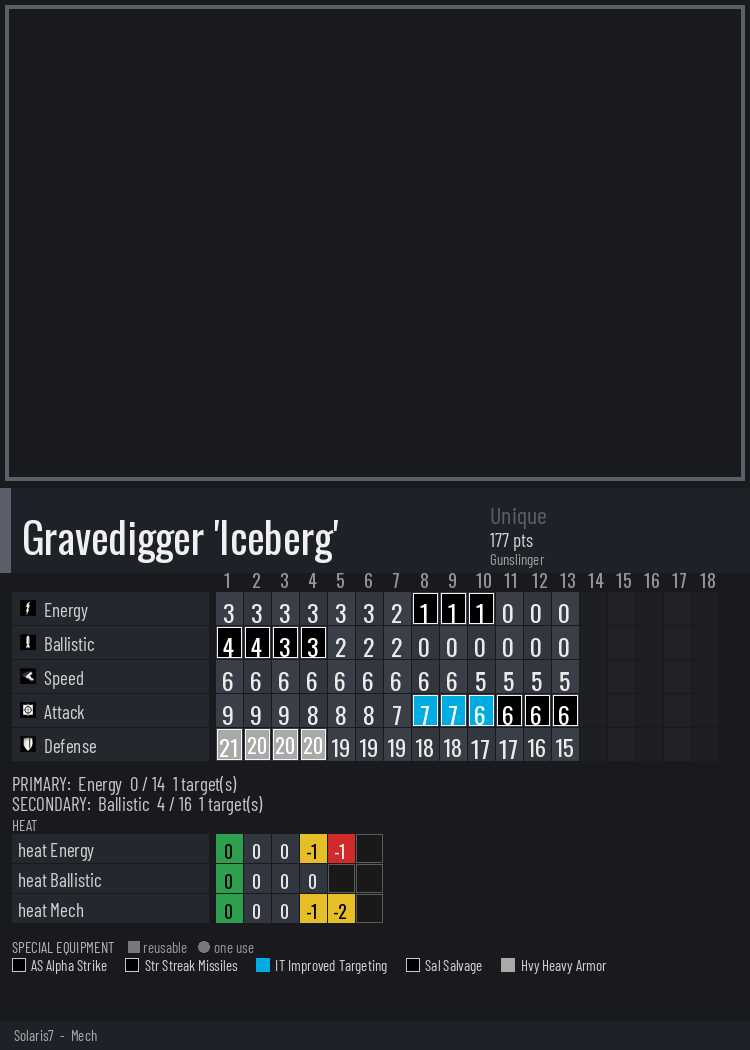 Gravedigger 'Iceberg'
Unique
177 pts
Gunslinger
1 2 3 4 5 6 7 8 9 10 11 12 13 14 15 16 17 18
Energy 3 3 3 3 3 3 2 1 1 1 0 0 0
Ballistic 4 4 3 3 2 2 2 0 0 0 0 0 0
Speed 6 6 6 6 6 6 6 6 6 5 5 5 5
Attack 9 9 9 8 8 8 7 7 7 6 6 6 6
Defense 21 20 20 20 19 19 19 18 18 17 17 16 15
PRIMARY: Energy 0 / 14 1 target(s)
SECONDARY: Ballistic 4 / 16 1 target(s)
HEAT
heat Energy 0 0 0 -1 -1
heat Ballistic 0 0 0 0
heat Mech 0 0 0 -1 -2
SPECIAL EQUIPMENT reusable one use
AS Alpha Strike Str Streak Missiles IT Improved Targeting Sal Salvage Hvy Heavy Armor
Solaris7 - Mech